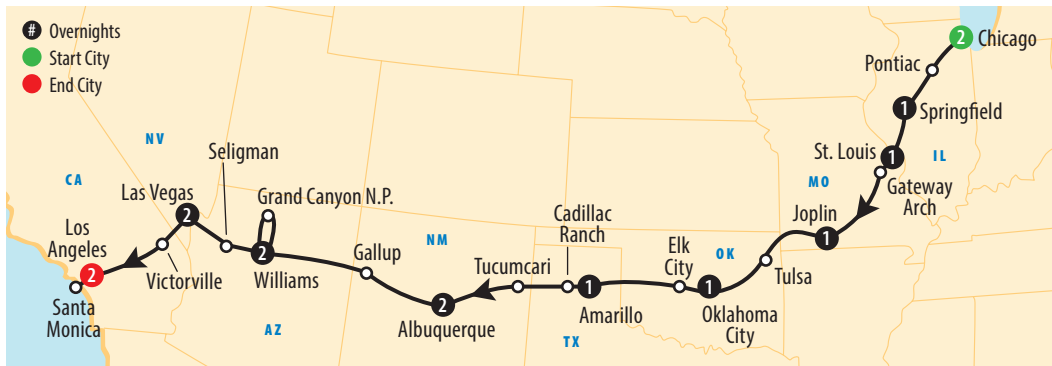 # Overnights
Start City
End City
2 Chicago
Pontiac
1 Springfield
St. Louis 1
IL
Gateway
Arch
MO
Joplin
1
Tulsa
OK
1
Oklahoma
City
Elk
City
1
Amarillo
TX
Cadillac
Ranch
Tucumcari
NM
2
Albuquerque
Gallup
Grand Canyon N.P.
2
Williams
AZ
Seligman
NV
Las Vegas
2
Victorville
CA
Los
Angeles
2
Santa
Monica